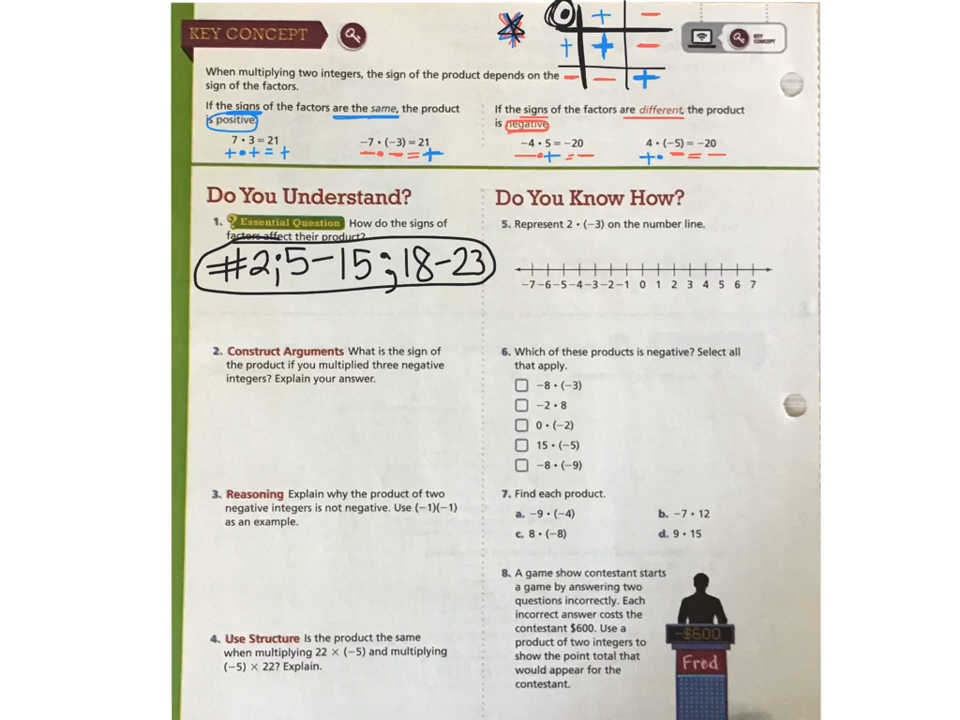 KEY CONCEPT
+ −
+ + −
− − +
KEY CONCEPT
When multiplying two integers, the sign of the product depends on the
sign of the factors.
If the signs of the factors are the same, the product
is positive.
7 • 3 = 21
−7 • (−3) = 21
+ • + = +
− • − = +
If the signs of the factors are different, the product
is negative.
−4 • 5 = −20
4 • (−5) = −20
− • + = −
+ • − = −
Do You Understand?
1. ? Essential Question How do the signs of
factors affect their product?
#2; 5-15; 18-23
2. Construct Arguments What is the sign of
the product if you multiplied three negative
integers? Explain your answer.
3. Reasoning Explain why the product of two
negative integers is not negative. Use (−1)(−1)
as an example.
4. Use Structure Is the product the same
when multiplying 22 × (−5) and multiplying
(−5) × 22? Explain.
Do You Know How?
5. Represent 2 • (−3) on the number line.
−7 −6 −5 −4 −3 −2 −1 0 1 2 3 4 5 6 7
6. Which of these products is negative? Select all
that apply.
−8 • (−3)
−2 • 8
0 • (−2)
15 • (−5)
−8 • (−9)
7. Find each product.
a. −9 • (−4)
b. −7 • 12
c. 8 • (−8)
d. 9 • 15
8. A game show contestant starts
a game by answering two
questions incorrectly. Each
incorrect answer costs the
contestant $600. Use a
product of two integers to
show the point total that
would appear for the
contestant.
-$600
Fred